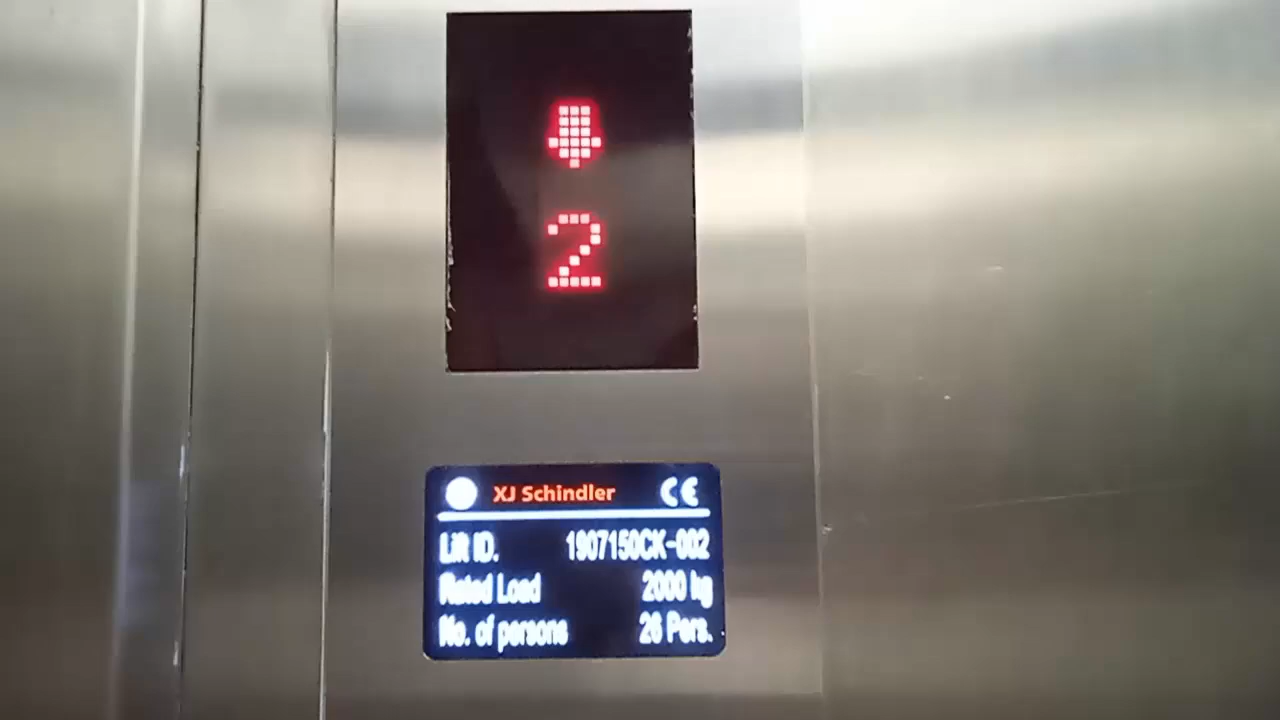 2
XJ Schindler CE
Lift ID. 1907150CK-002
Rated Load 2000 kg
No. of persons 26 Pers.